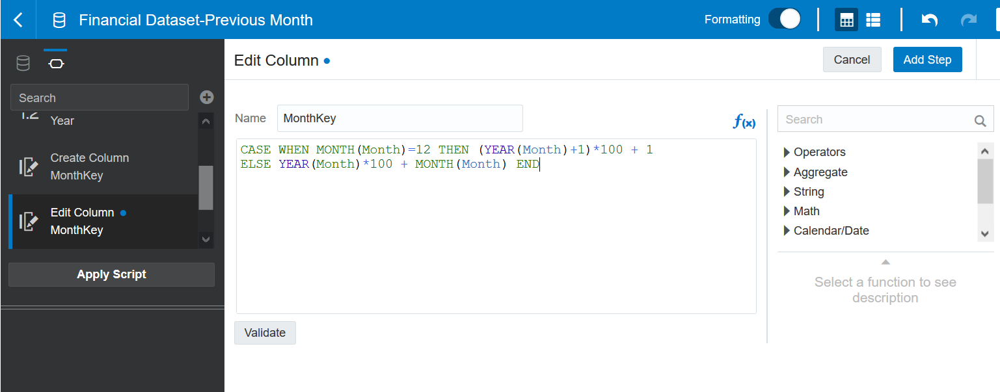 Financial Dataset-Previous Month
Formatting
Search
1.2
Year
Create Column
MonthKey
Edit Column
MonthKey
Apply Script
Edit Column
Cancel
Add Step
Name
MonthKey
f(x)
CASE WHEN MONTH(Month)=12 THEN (YEAR(Month)+1)*100 + 1
ELSE YEAR(Month)*100 + MONTH(Month) END
Validate
Search
Operators
Aggregate
String
Math
Calendar/Date
Select a function to see
description